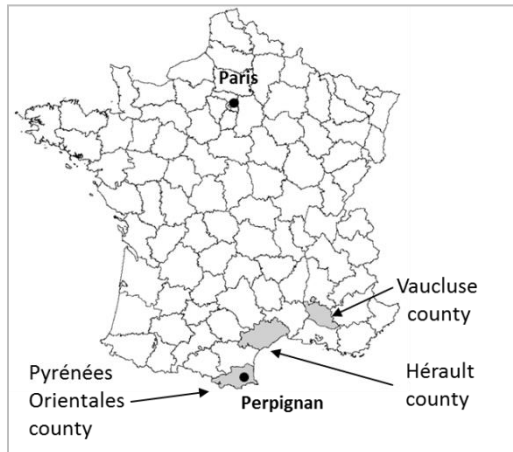 Paris
Vaucluse
county
Pyrénées
Orientales
county
Perpignan
Hérault
county